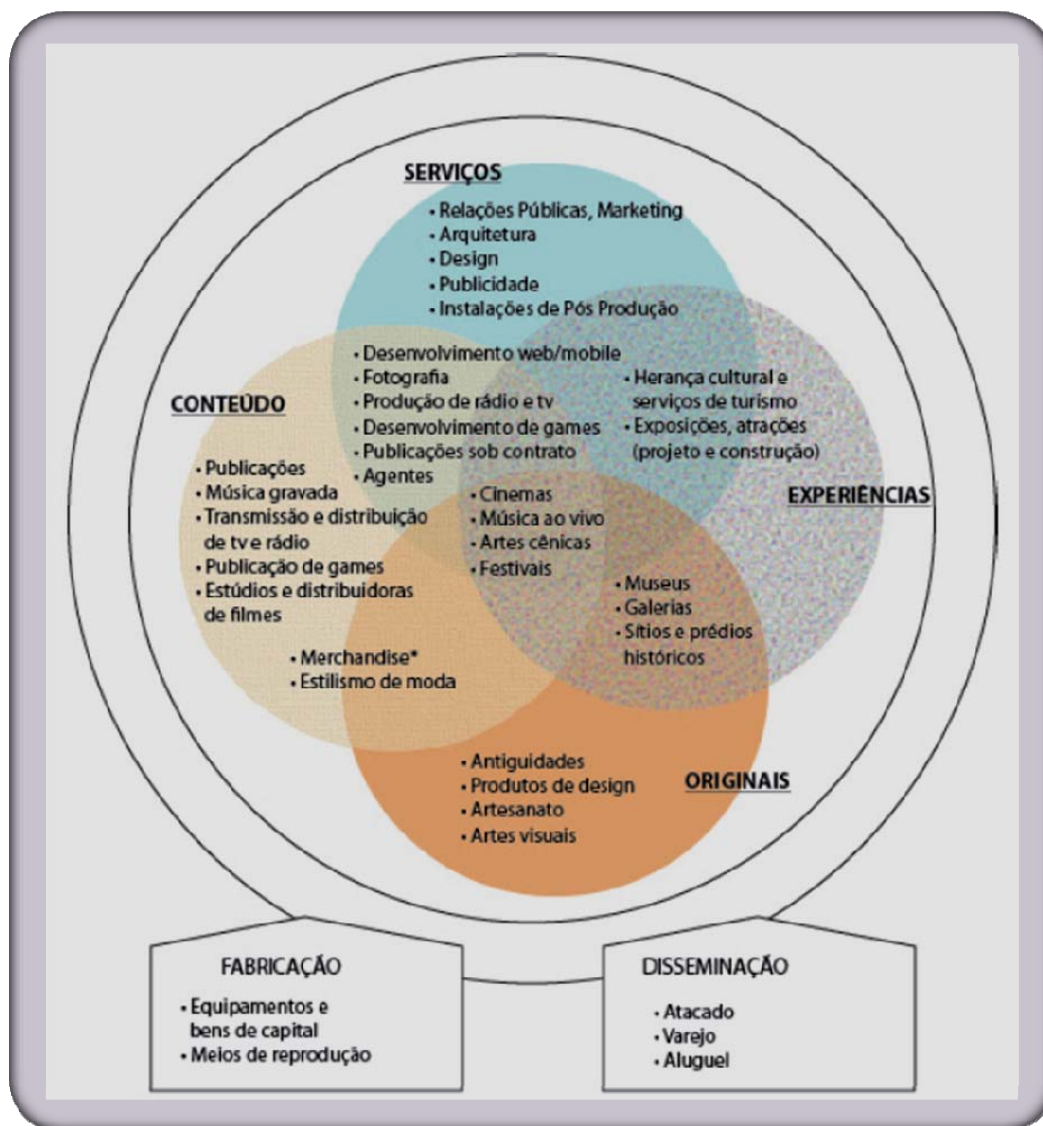 SERVIÇOS
• Relações Públicas, Marketing
• Arquitetura
• Design
• Publicidade
• Instalações de Pós Produção
• Desenvolvimento web/mobile
• Fotografia
• Produção de rádio e tv
• Desenvolvimento de games
• Publicações sob contrato
• Agentes
• Herança cultural e
serviços de turismo
• Exposições, atrações
(projeto e construção)
CONTEÚDO
• Publicações
• Música gravada
• Transmissão e distribuição
de tv e rádio
• Publicação de games
• Estúdios e distribuidoras
de filmes
EXPERIÊNCIAS
• Cinemas
• Música ao vivo
• Artes cênicas
• Festivais
• Museus
• Galerias
• Sítios e prédios
históricos
• Merchandise*
• Estilismo de moda
• Antiguidades
• Produtos de design
• Artesanato
• Artes visuais
ORIGINAIS
FABRICAÇÃO
• Equipamentos e
bens de capital
• Meios de reprodução
DISSEMINAÇÃO
• Atacado
• Varejo
• Aluguel